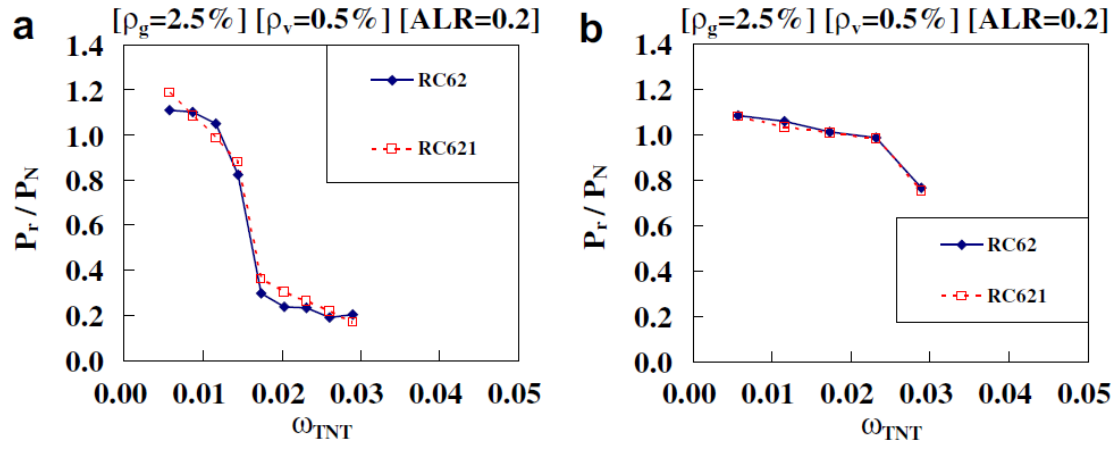 a [ρg=2.5%] [ρv=0.5%] [ALR=0.2]
1.4
1.2
1.0
0.8
0.6
0.4
0.2
0.0
Pr / PN
RC62
RC621
0.00 0.01 0.02 0.03 0.04 0.05
ωTNT
b [ρg=2.5%] [ρv=0.5%] [ALR=0.2]
1.4
1.2
1.0
0.8
0.6
0.4
0.2
0.0
Pr / PN
RC62
RC621
0.00 0.01 0.02 0.03 0.04 0.05
ωTNT